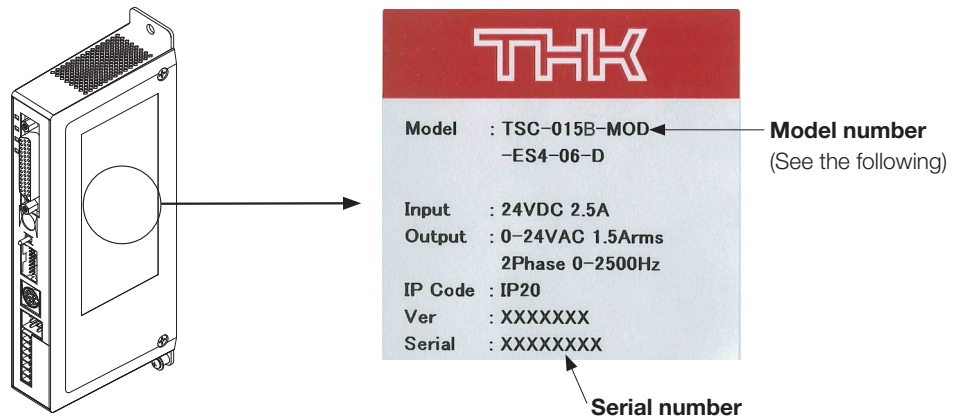 THK
Model : TSC-015B-MOD
-ES4-06-D
Model number
(See the following)
Input : 24VDC 2.5A
Output : 0-24VAC 1.5Arms
2Phase 0-2500Hz
IP Code : IP20
Ver : XXXXXXX
Serial : XXXXXXXX
Serial number